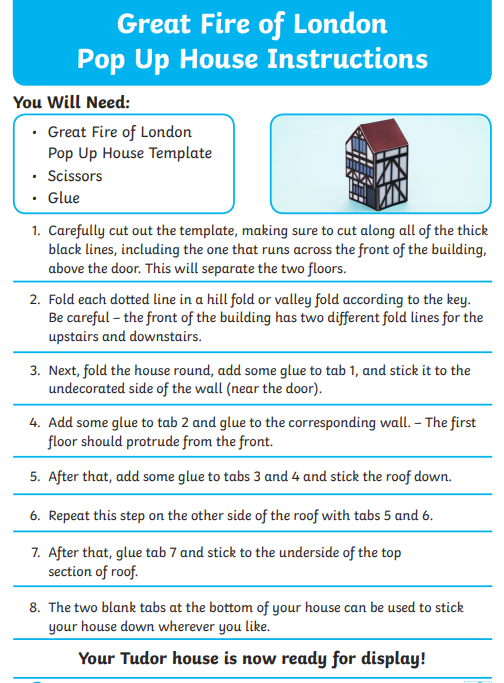 Great Fire of London
Pop Up House Instructions
You Will Need:
• Great Fire of London
Pop Up House Template
• Scissors
• Glue
1. Carefully cut out the template, making sure to cut along all of the thick
black lines, including the one that runs across the front of the building,
above the door. This will separate the two floors.
2. Fold each dotted line in a hill fold or valley fold according to the key.
Be careful – the front of the building has two different fold lines for the
upstairs and downstairs.
3. Next, fold the house round, add some glue to tab 1, and stick it to the
undecorated side of the wall (near the door).
4. Add some glue to tab 2 and glue to the corresponding wall. – The first
floor should protrude from the front.
5. After that, add some glue to tabs 3 and 4 and stick the roof down.
6. Repeat this step on the other side of the roof with tabs 5 and 6.
7. After that, glue tab 7 and stick to the underside of the top
section of roof.
8. The two blank tabs at the bottom of your house can be used to stick
your house down wherever you like.
Your Tudor house is now ready for display!